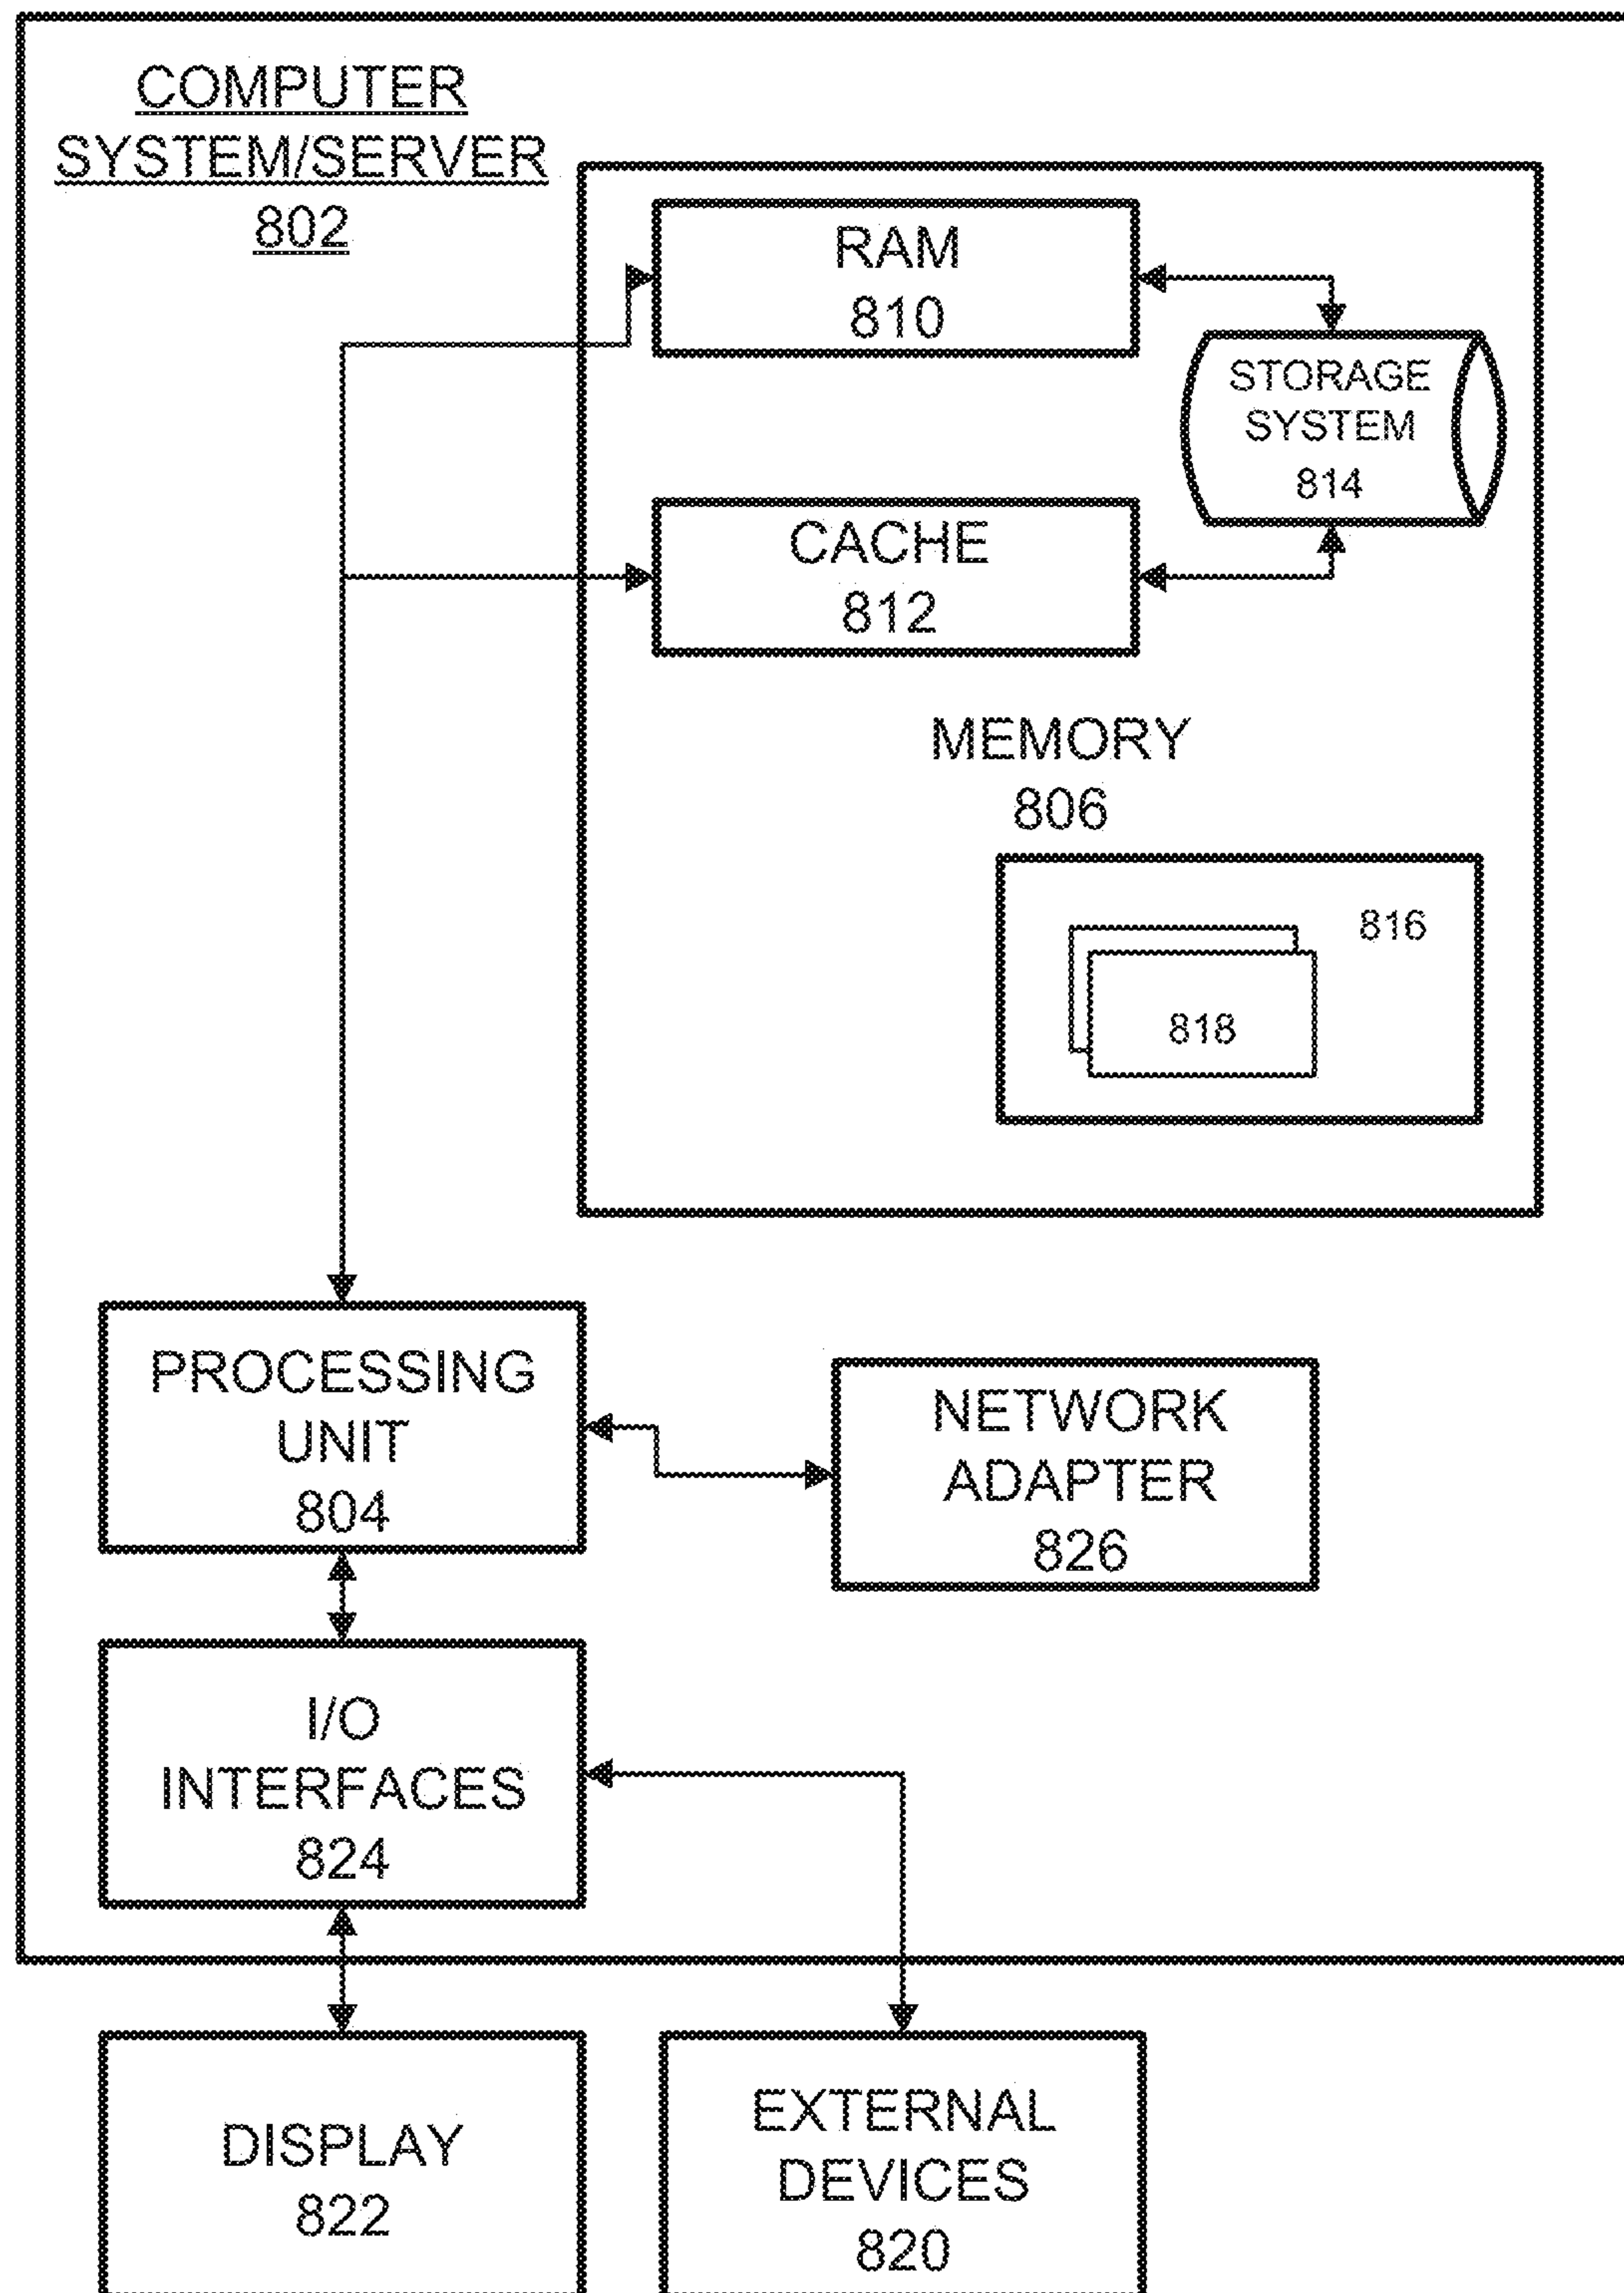 COMPUTER
SYSTEM/SERVER
802
RAM
810
STORAGE
SYSTEM
814
CACHE
812
MEMORY
806
816
818
PROCESSING
UNIT
804
NETWORK
ADAPTER
826
I/O
INTERFACES
824
DISPLAY
822
EXTERNAL
DEVICES
820